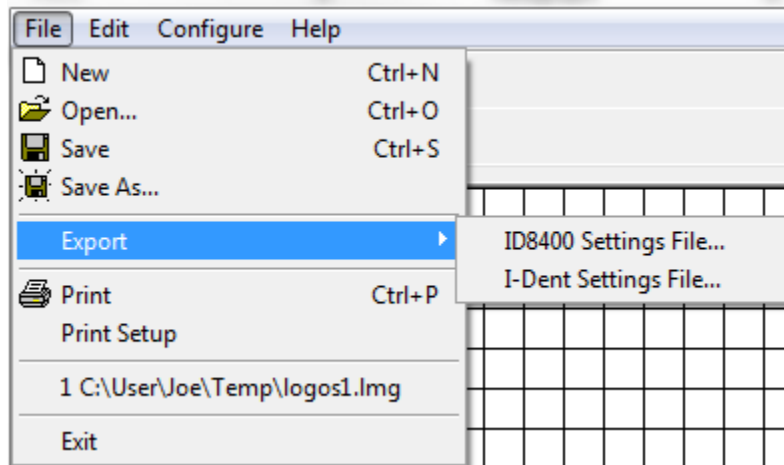 File Edit Configure Help
New Ctrl+N
Open... Ctrl+O
Save Ctrl+S
Save As...
Export
ID8400 Settings File...
I-Dent Settings File...
Print Ctrl+P
Print Setup
1 C:\User\Joe\Temp\logos1.lmg
Exit